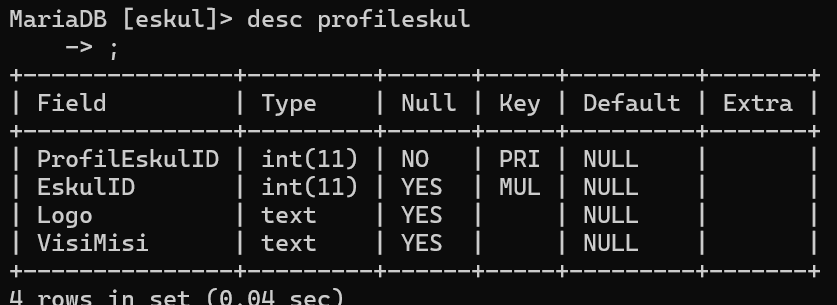 MariaDB [eskul]> desc profileskul
    -> ;
+---------------+---------+------+-----+---------+-------+
| Field         | Type    | Null | Key | Default | Extra |
+---------------+---------+------+-----+---------+-------+
| ProfilEskulID | int(11) | NO   | PRI | NULL    |       |
| EskulID       | int(11) | YES  | MUL | NULL    |       |
| Logo          | text    | YES  |     | NULL    |       |
| VisiMisi      | text    | YES  |     | NULL    |       |
+---------------+---------+------+-----+---------+-------+
4 rows in set (0.04 sec)